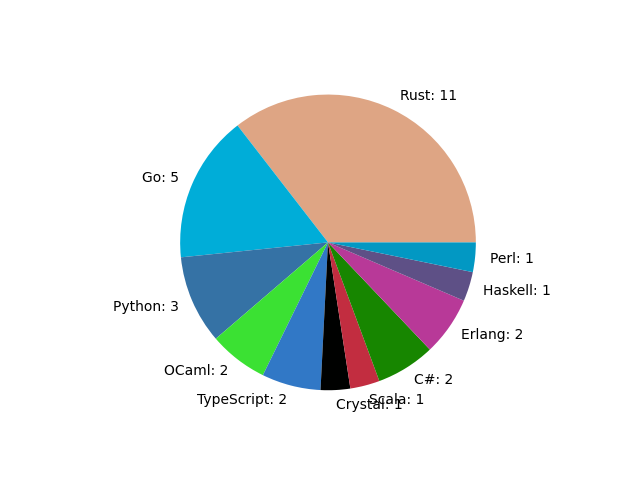 Rust: 11
Go: 5
Python: 3
OCaml: 2
TypeScript: 2
Crystal: 1
Scala: 1
C#: 2
Erlang: 2
Haskell: 1
Perl: 1